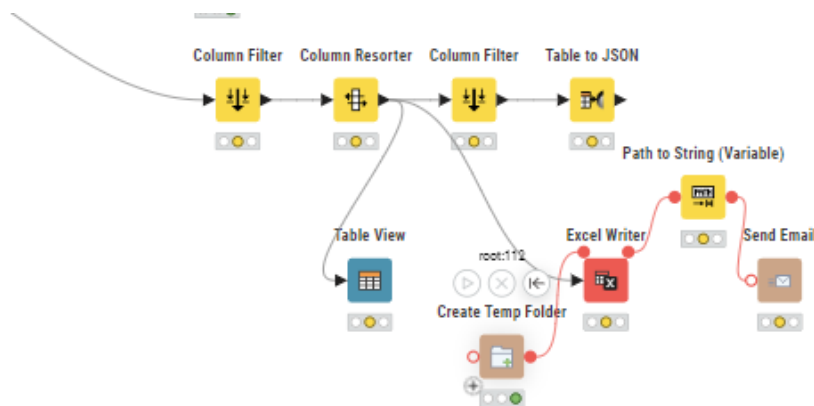 Column Filter
Column Resorter
Column Filter
Table to JSON
Path to String (Variable)
Table View
Excel Writer
Send Email
root:112
Create Temp Folder